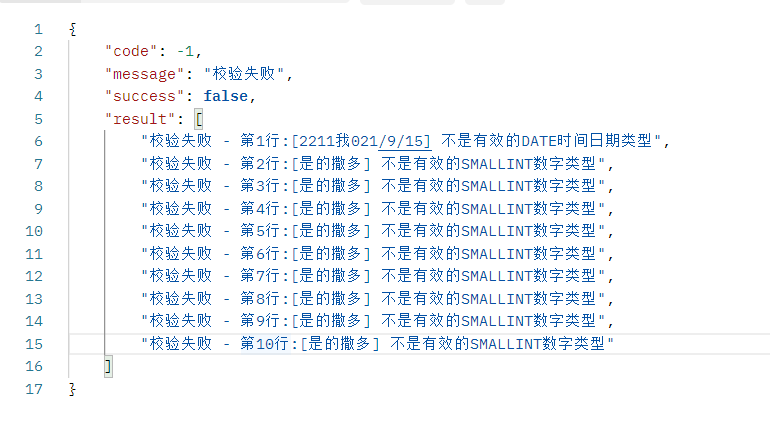 1 {
2 "code": -1,
3 "message": "校验失败",
4 "success": false,
5 "result": [
6 "校验失败 - 第1行:[2211我021/9/15] 不是有效的DATE时间日期类型",
7 "校验失败 - 第2行:[是的撒多] 不是有效的SMALLINT数字类型",
8 "校验失败 - 第3行:[是的撒多] 不是有效的SMALLINT数字类型",
9 "校验失败 - 第4行:[是的撒多] 不是有效的SMALLINT数字类型",
10 "校验失败 - 第5行:[是的撒多] 不是有效的SMALLINT数字类型",
11 "校验失败 - 第6行:[是的撒多] 不是有效的SMALLINT数字类型",
12 "校验失败 - 第7行:[是的撒多] 不是有效的SMALLINT数字类型",
13 "校验失败 - 第8行:[是的撒多] 不是有效的SMALLINT数字类型",
14 "校验失败 - 第9行:[是的撒多] 不是有效的SMALLINT数字类型",
15 "校验失败 - 第10行:[是的撒多] 不是有效的SMALLINT数字类型"
16 ]
17 }